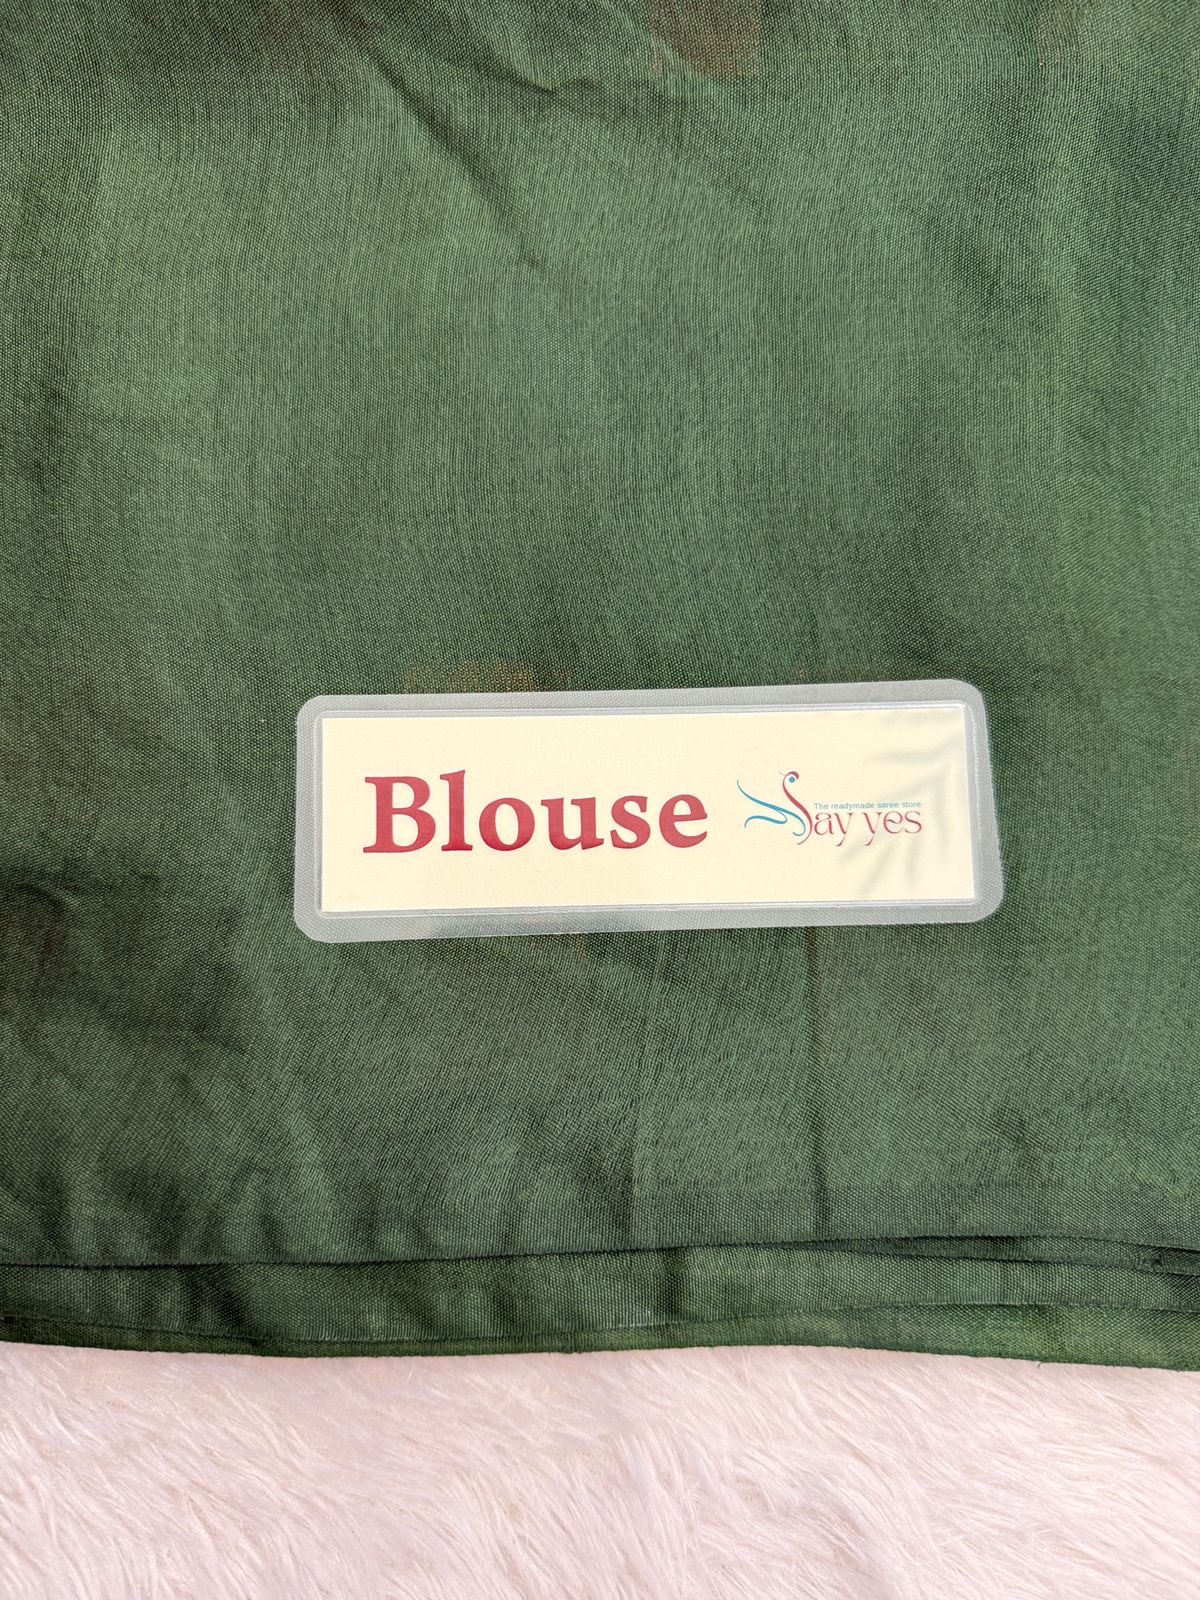 Blouse
The readymade saree store
Say yes